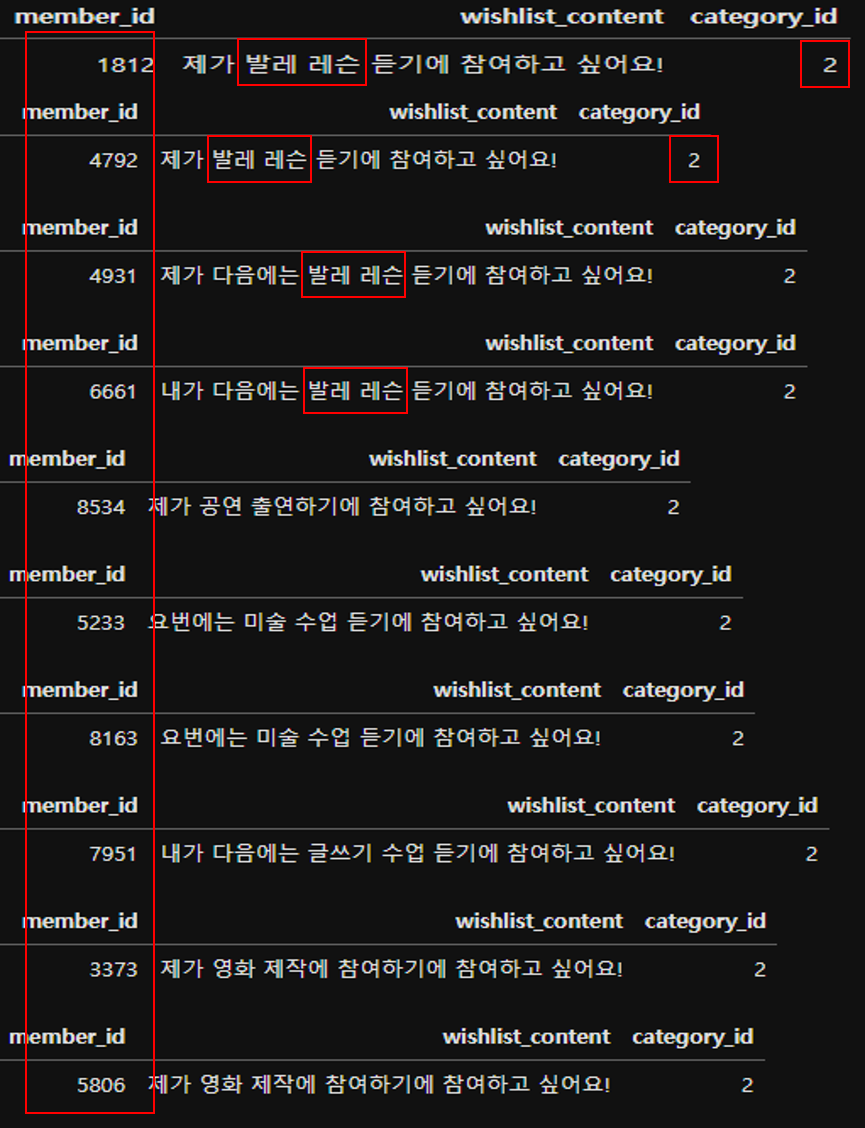 member_id wishlist_content category_id
1812 제가 발레 레슨 듣기에 참여하고 싶어요! 2
member_id wishlist_content category_id
4792 제가 발레 레슨 듣기에 참여하고 싶어요! 2
member_id wishlist_content category_id
4931 제가 다음에는 발레 레슨 듣기에 참여하고 싶어요! 2
member_id wishlist_content category_id
6661 내가 다음에는 발레 레슨 듣기에 참여하고 싶어요! 2
member_id wishlist_content category_id
8534 제가 공연 출연하기에 참여하고 싶어요! 2
member_id wishlist_content category_id
5233 요번에는 미술 수업 듣기에 참여하고 싶어요! 2
member_id wishlist_content category_id
8163 요번에는 미술 수업 듣기에 참여하고 싶어요! 2
member_id wishlist_content category_id
7951 내가 다음에는 글쓰기 수업 듣기에 참여하고 싶어요! 2
member_id wishlist_content category_id
3373 제가 영화 제작에 참여하기에 참여하고 싶어요! 2
member_id wishlist_content category_id
5806 제가 영화 제작에 참여하기에 참여하고 싶어요! 2